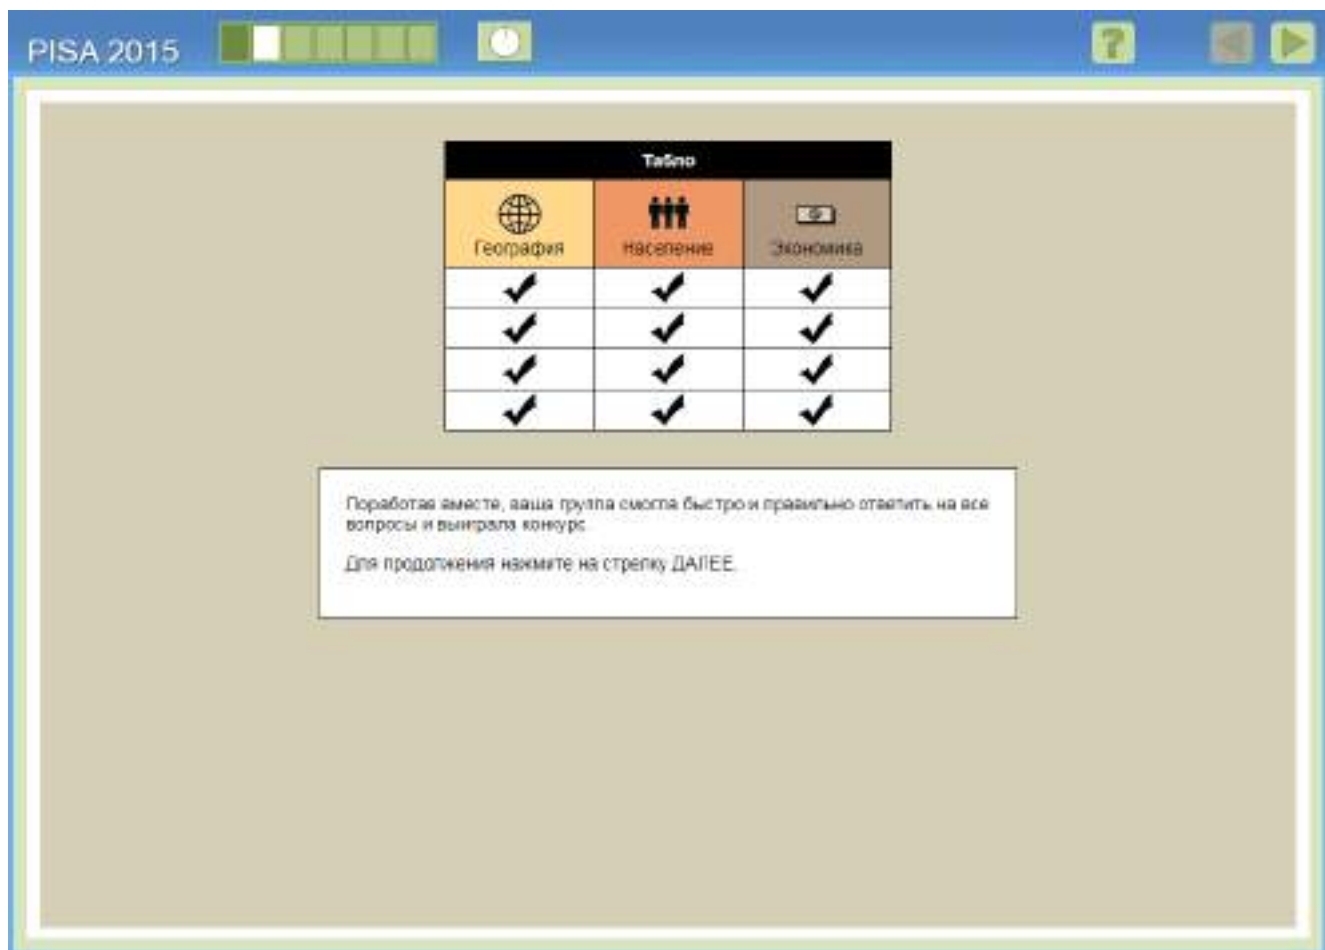 PISA 2015
?
Табло
География Население Экономика
Поработав вместе, ваша группа смогла быстро и правильно ответить на все
вопросы и выиграла конкурс.
Для продолжения нажмите на стрелку ДАЛЕЕ.